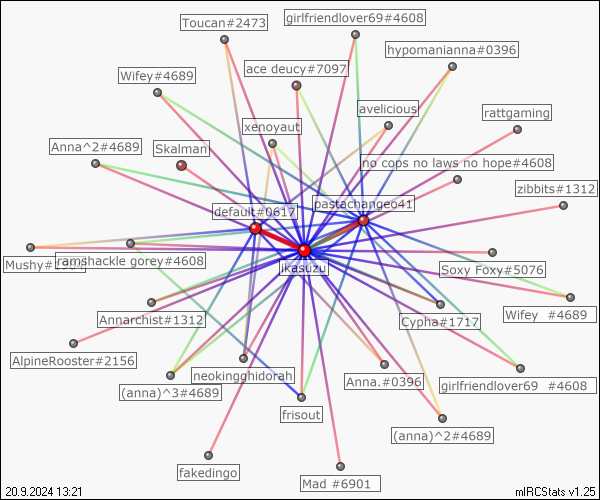 girlfriendlover69#4608
Toucan#2473
hypomanianna#0396
ace deucy#7097
Wifey#4689
avelicious
rattgaming
xenoyaut
Anna^2#4689
Skalman
no cops no laws no hope#4608
zibbits#1312
pastachangeo41
default#0617
ramshackle gorey#4608
ikasuzu
Soxy Foxy#5076
Annarchist#1312
Cypha#1717
Wifey #4689
AlpineRooster#2156
neokingghidorah
Anna.#0396
(anna)^3#4689
girlfriendlover69 #4608
frisout
(anna)^2#4689
fakedingo
Mad #6901
20.9.2024 13:21
mIRCStats v1.25